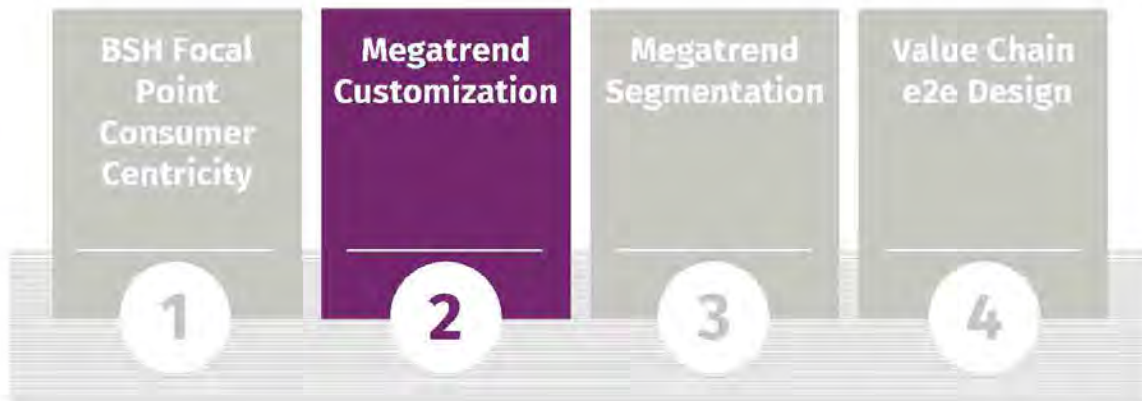 BSH Focal
Point
Consumer
Centricity
1
Megatrend
Customization
2
Megatrend
Segmentation
3
Value Chain
e2e Design
4